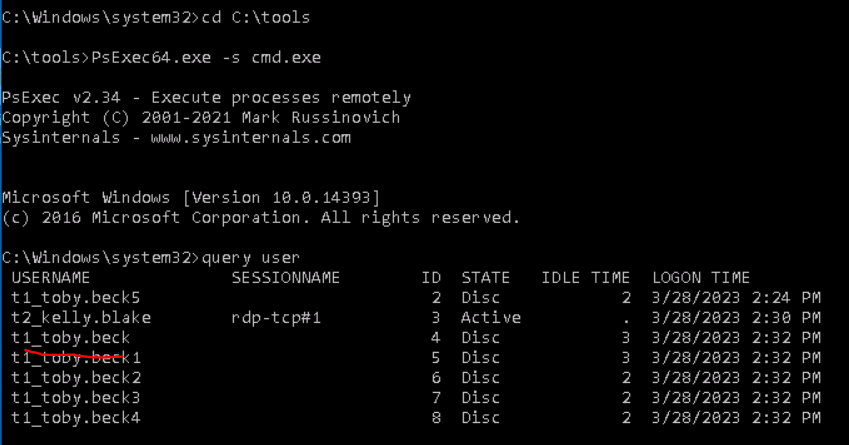 C:\Windows\system32>cd C:\tools
C:\tools>PsExec64.exe -s cmd.exe
PsExec v2.34 - Execute processes remotely
Copyright (C) 2001-2021 Mark Russinovich
Sysinternals - www.sysinternals.com
Microsoft Windows [Version 10.0.14393]
(c) 2016 Microsoft Corporation. All rights reserved.
C:\Windows\system32>query user
USERNAME SESSIONNAME ID STATE IDLE TIME LOGON TIME
t1_toby.beck5 2 Disc 2 3/28/2023 2:24 PM
t2_kelly.blake rdp-tcp#1 3 Active . 3/28/2023 2:30 PM
t1_toby.beck 4 Disc 3 3/28/2023 2:32 PM
t1_toby.beck1 5 Disc 3 3/28/2023 2:32 PM
t1_toby.beck2 6 Disc 2 3/28/2023 2:32 PM
t1_toby.beck3 7 Disc 2 3/28/2023 2:32 PM
t1_toby.beck4 8 Disc 2 3/28/2023 2:32 PM